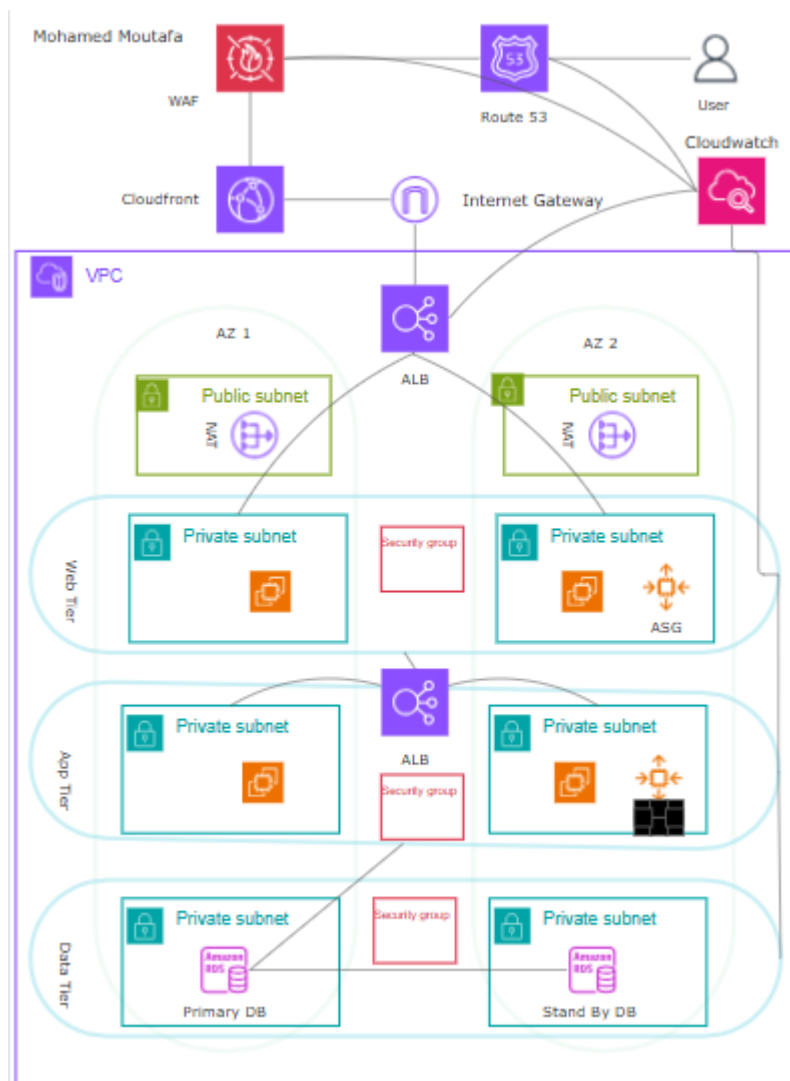 Mohamed Moutafa
WAF
53
Route 53
User
Cloudwatch
Cloudfront
Internet Gateway
VPC
AZ 1
AZ 2
ALB
Public subnet
NAT
Public subnet
NAT
Web Tier
Private subnet
Security group
Private subnet
ASG
App Tier
Private subnet
ALB
Security group
Private subnet
Data Tier
Private subnet
Amazon
RDS
Primary DB
Security group
Private subnet
Amazon
RDS
Stand By DB